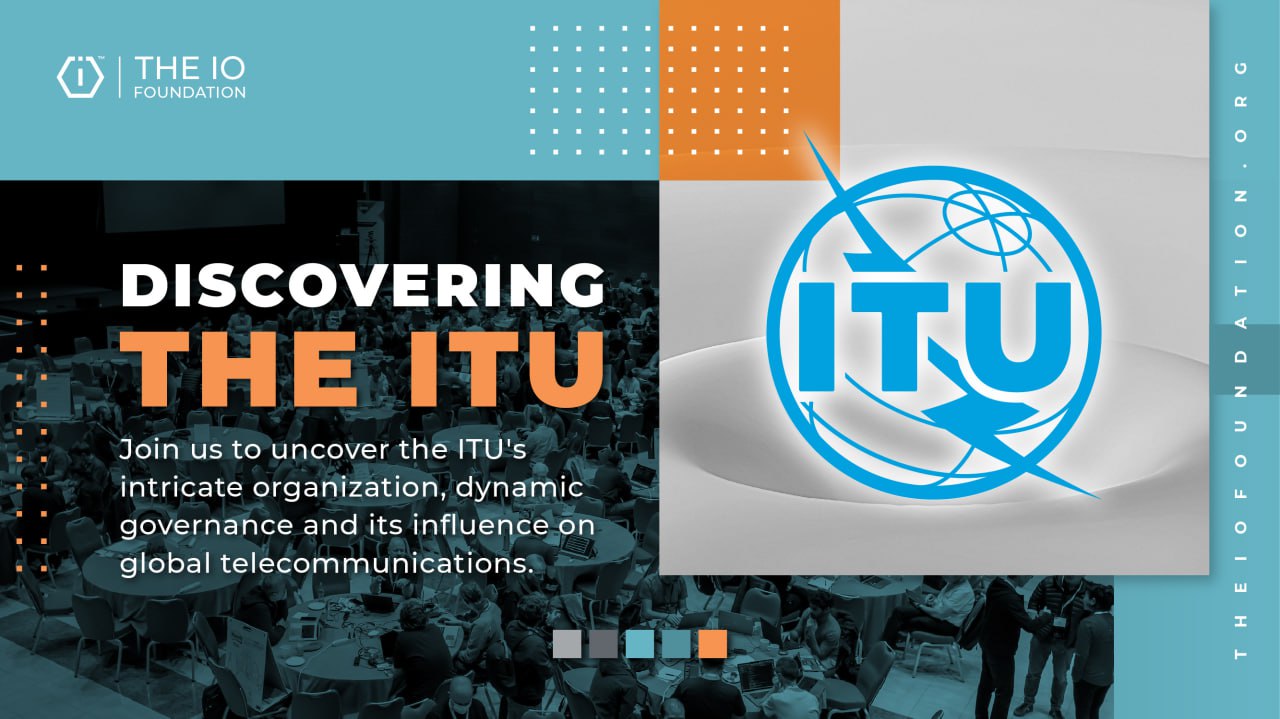 THE IO
FOUNDATION
DISCOVERING
THE ITU
Join us to uncover the ITU's
intricate organization, dynamic
governance and its influence on
global telecommunications.
ITU
THEIOFOUNDATION.ORG